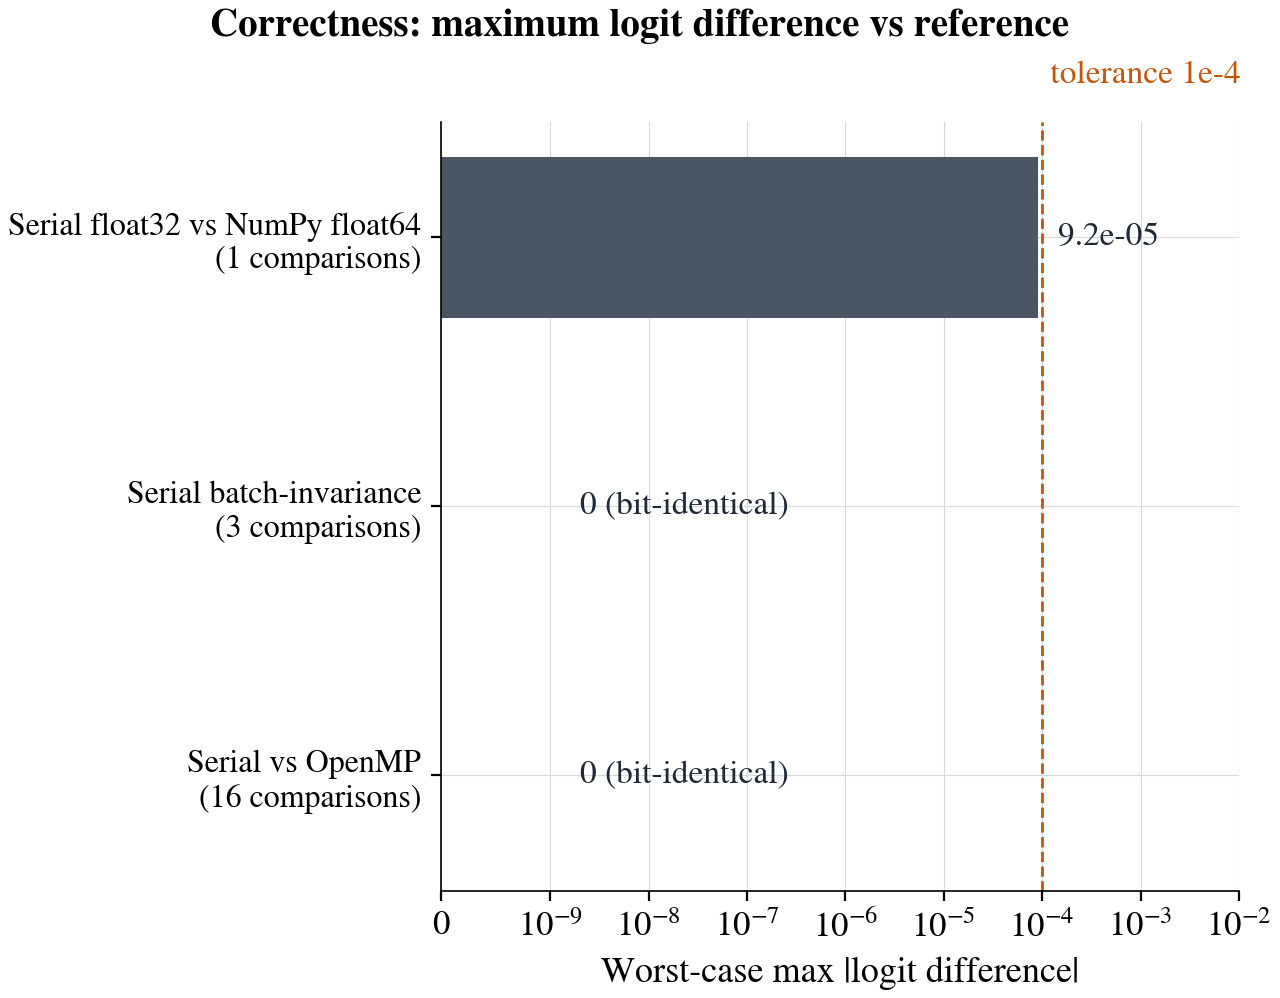 Correctness: maximum logit difference vs reference
tolerance 1e-4
Serial float32 vs NumPy float64
(1 comparisons)
9.2e-05
Serial batch-invariance
(3 comparisons)
0 (bit-identical)
Serial vs OpenMP
(16 comparisons)
0 (bit-identical)
0 10⁻⁹ 10⁻⁸ 10⁻⁷ 10⁻⁶ 10⁻⁵ 10⁻⁴ 10⁻³ 10⁻²
Worst-case max |logit difference|